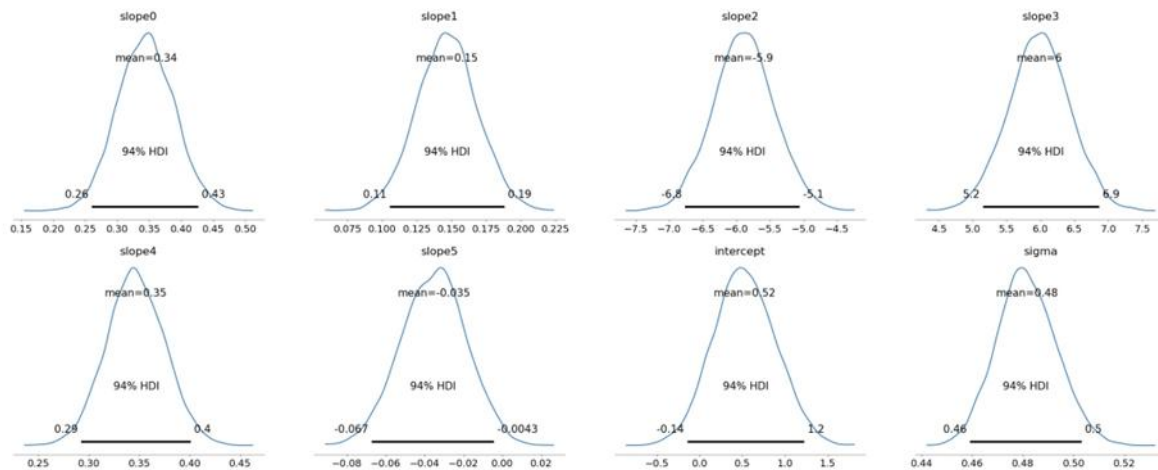 slope0 slope1 slope2 slope3
mean=0.34 mean=0.15 mean=-5.9 mean=6
94% HDI 94% HDI 94% HDI 94% HDI
0.26 0.43 0.11 0.19 -6.8 -5.1 5.2 6.9
0.15 0.20 0.25 0.30 0.35 0.40 0.45 0.50 0.075 0.100 0.125 0.150 0.175 0.200 0.225 −7.5 −7.0 −6.5 −6.0 −5.5 −5.0 −4.5 4.5 5.0 5.5 6.0 6.5 7.0 7.5
slope4 slope5 intercept sigma
mean=0.35 mean=-0.035 mean=0.52 mean=0.48
94% HDI 94% HDI 94% HDI 94% HDI
0.29 0.4 -0.067 -0.0043 -0.14 1.2 0.46 0.5
0.25 0.30 0.35 0.40 0.45 −0.08 −0.06 −0.04 −0.02 0.00 0.02 −0.5 0.0 0.5 1.0 1.5 0.44 0.46 0.48 0.50 0.52